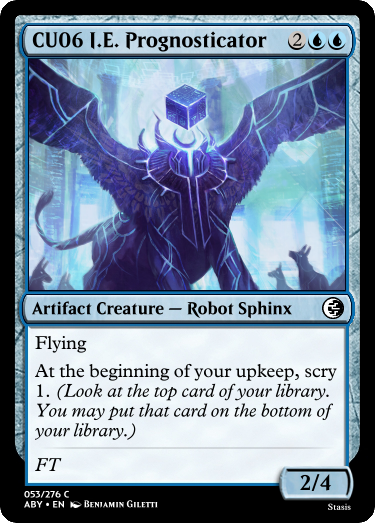 CU06 I.E. Prognosticator 2
Artifact Creature — Robot Sphinx
Flying
At the beginning of your upkeep, scry
1. (Look at the top card of your library.
You may put that card on the bottom of
your library.)
FT
2/4
053/276 C
ABY • EN Benjamin Giletti
Stasis